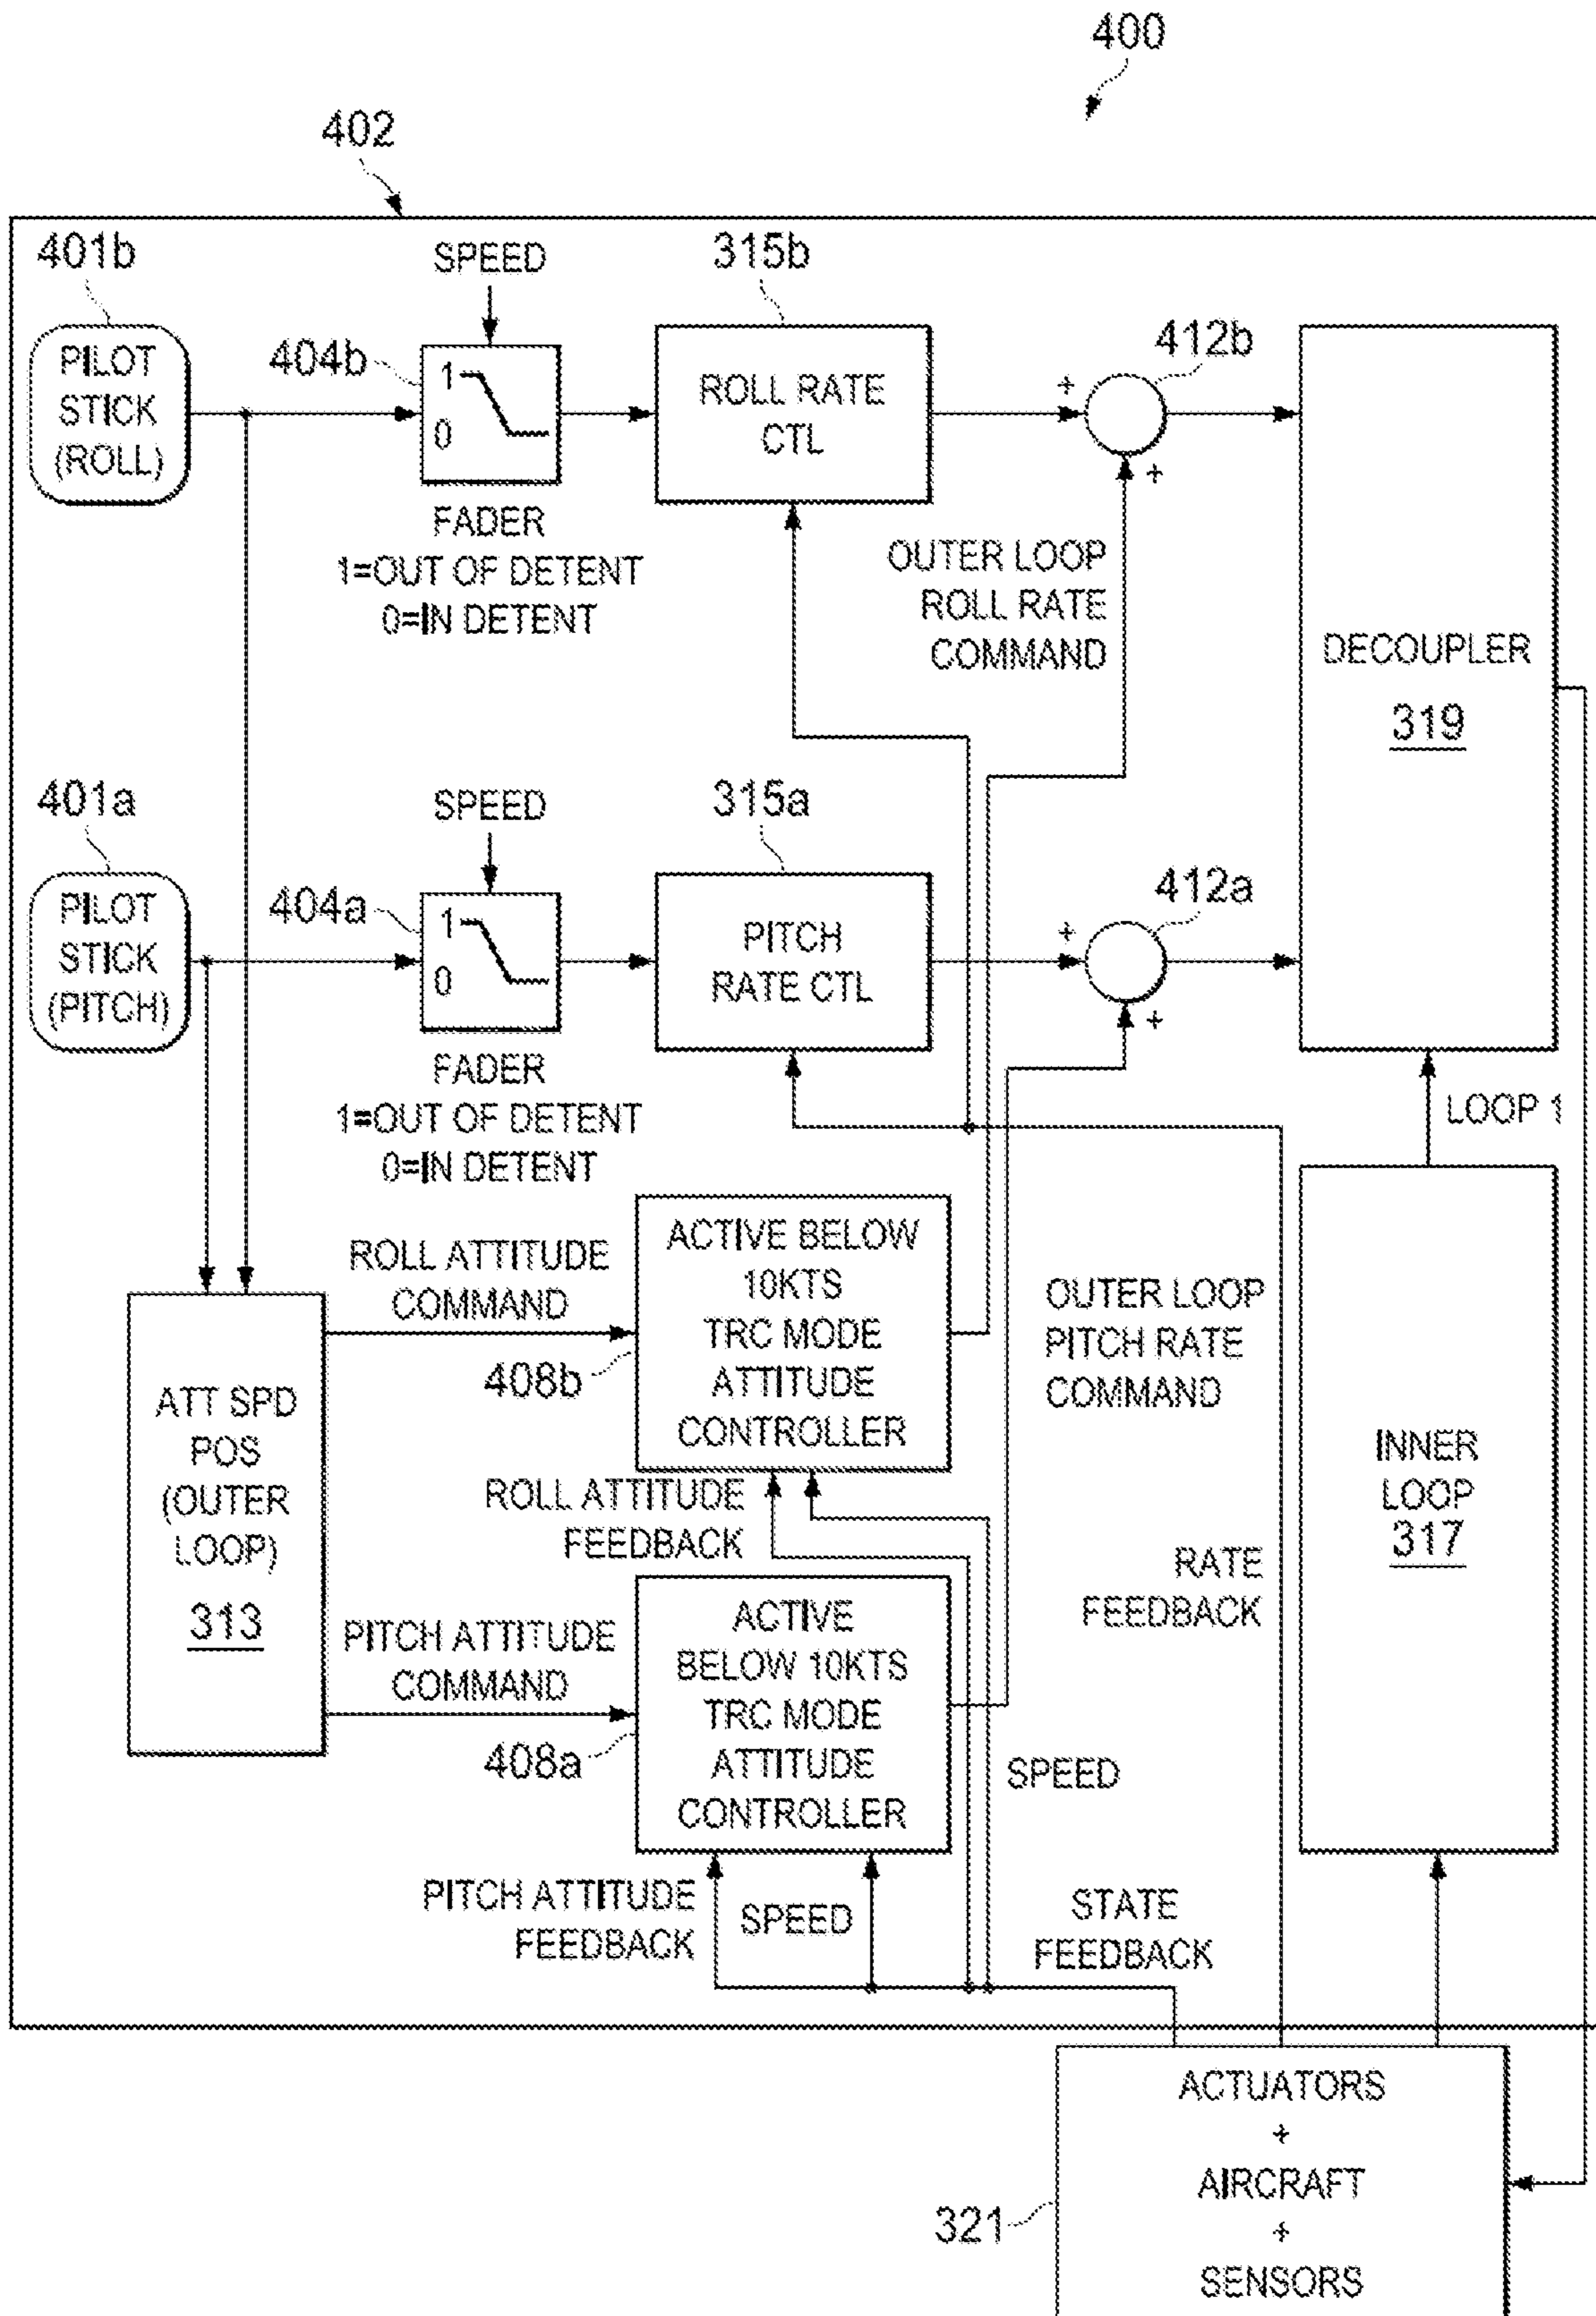 400
402
401b
SPEED
315b
PILOT
STICK
(ROLL)
404b
1
0
ROLL RATE
CTL
412b
+
+
FADER
1=OUT OF DETENT
0=IN DETENT
OUTER LOOP
ROLL RATE
COMMAND
DECOUPLER
319
401a
SPEED
315a
PILOT
STICK
(PITCH)
404a
1
0
PITCH
RATE CTL
412a
+
+
FADER
1=OUT OF DETENT
0=IN DETENT
LOOP 1
ROLL ATTITUDE
COMMAND
ACTIVE BELOW
10KTS
TRC MODE
ATTITUDE
CONTROLLER
408b
OUTER LOOP
PITCH RATE
COMMAND
ATT SPD
POS
(OUTER
LOOP)
313
INNER
LOOP
317
ROLL ATTITUDE
FEEDBACK
RATE
FEEDBACK
PITCH ATTITUDE
COMMAND
ACTIVE
BELOW 10KTS
TRC MODE
ATTITUDE
CONTROLLER
408a
SPEED
PITCH ATTITUDE
FEEDBACK
SPEED
STATE
FEEDBACK
ACTUATORS
+
AIRCRAFT
+
SENSORS
321